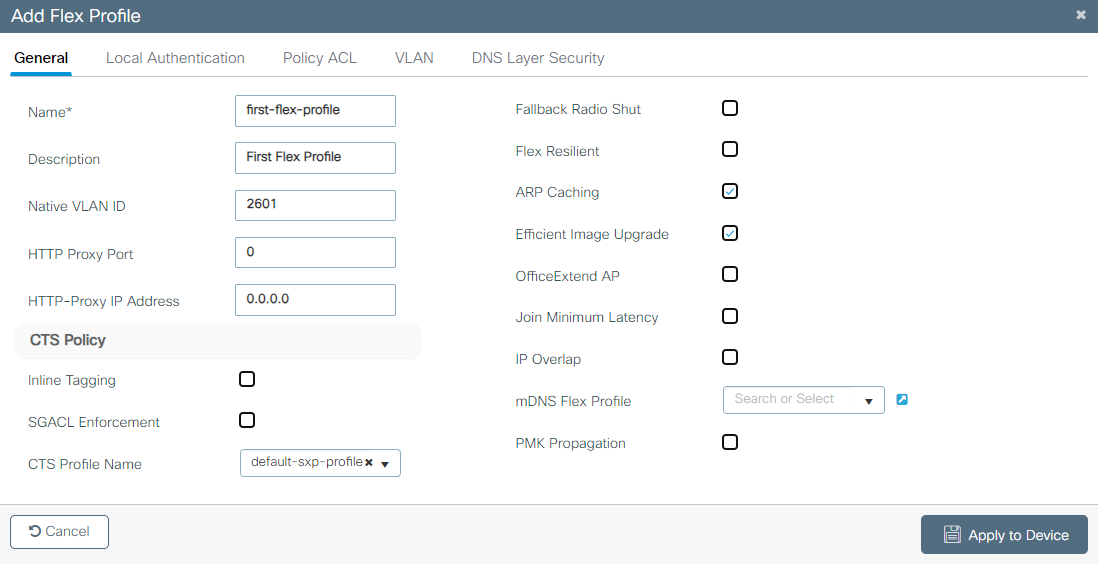 Add Flex Profile
General
Local Authentication
Policy ACL
VLAN
DNS Layer Security
Name*
first-flex-profile
Description
First Flex Profile
Native VLAN ID
2601
HTTP Proxy Port
0
HTTP-Proxy IP Address
0.0.0.0
CTS Policy
Inline Tagging
SGACL Enforcement
CTS Profile Name
default-sxp-profile
Fallback Radio Shut
Flex Resilient
ARP Caching
Efficient Image Upgrade
OfficeExtend AP
Join Minimum Latency
IP Overlap
mDNS Flex Profile
Search or Select
PMK Propagation
Cancel
Apply to Device